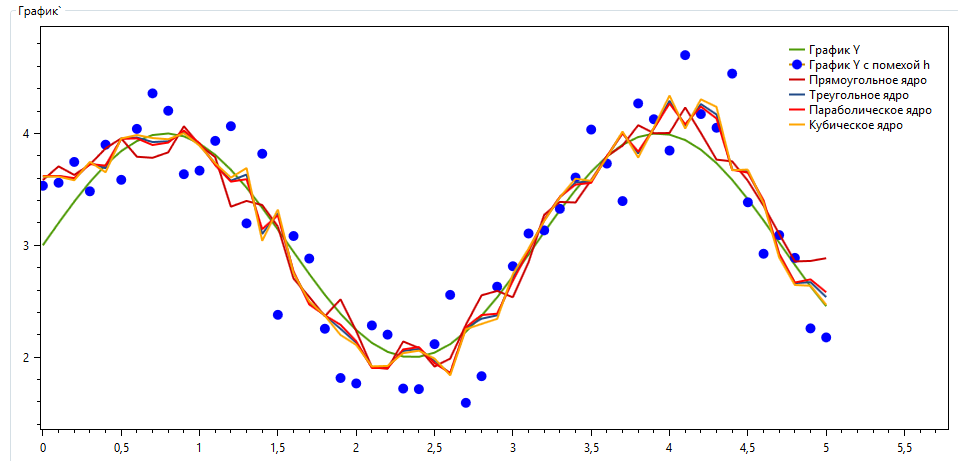 График`
График Y
График Y с помехой h
Прямоугольное ядро
Треугольное ядро
Параболическое ядро
Кубическое ядро
4
3
2
0 0,5 1 1,5 2 2,5 3 3,5 4 4,5 5 5,5